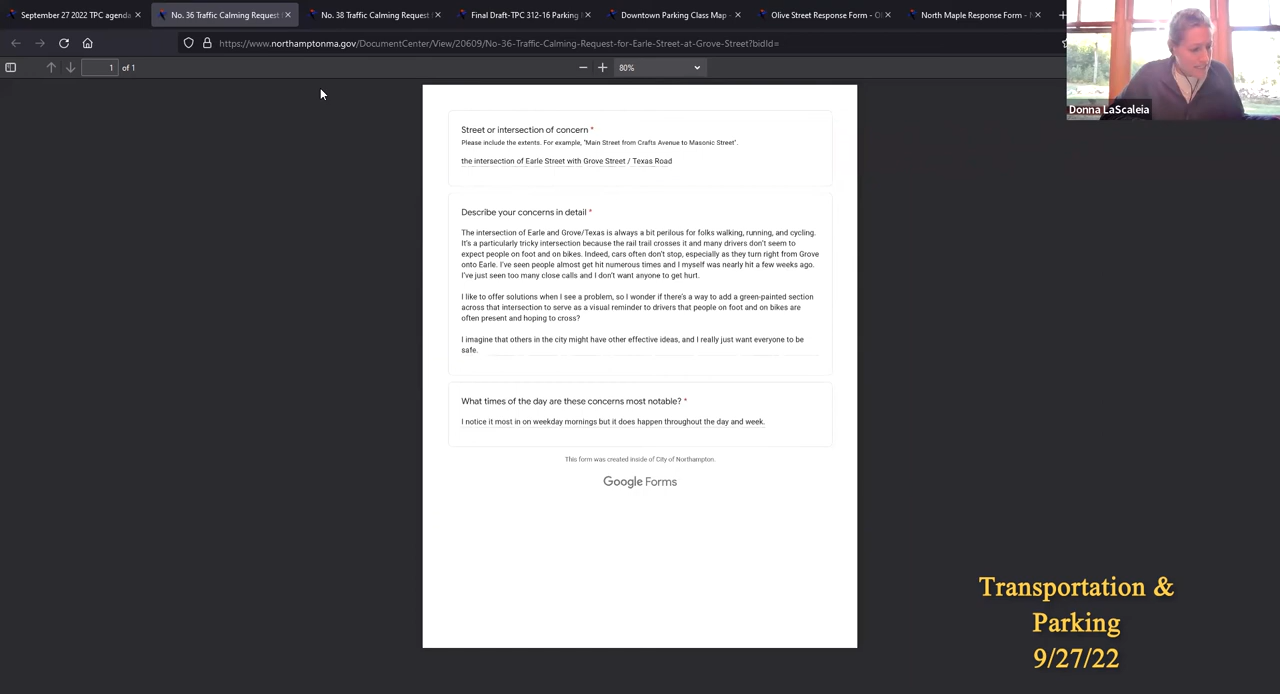 September 27 2022 TPC agenda
No. 36 Traffic Calming Request
No. 38 Traffic Calming Request
Final Draft-TPC 312-16 Parking
Downtown Parking Class Map -
Olive Street Response Form - O
North Maple Response Form -
https://www.northamptonma.gov/DocumentCenter/View/20609/No-36-Traffic-Calming-Request-for-Earle-Street-at-Grove-Street?bidId=
1 of 1
80%
Donna LaScaleia
Street or intersection of concern *
Please include the extents. For example, "Main Street from Crafts Avenue to Masonic Street".
the intersection of Earle Street with Grove Street / Texas Road
Describe your concerns in detail *
The intersection of Earle and Grove/Texas is always a bit perilous for folks walking, running, and cycling.
It's a particularly tricky intersection because the rail trail crosses it and many drivers don't seem to
expect people on foot and on bikes. Indeed, cars often don't stop, especially as they turn right from Grove
onto Earle. I've seen people almost get hit numerous times and I myself was nearly hit a few weeks ago.
I've just seen too many close calls and I don't want anyone to get hurt.
I like to offer solutions when I see a problem, so I wonder if there's a way to add a green-painted section
across that intersection to serve as a visual reminder to drivers that people on foot and on bikes are
often present and hoping to cross?
I imagine that others in the city might have other effective ideas, and I really just want everyone to be
safe.
What times of the day are these concerns most notable? *
I notice it most in on weekday mornings but it does happen throughout the day and week.
This form was created inside of City of Northampton.
Google Forms
Transportation &
Parking
9/27/22